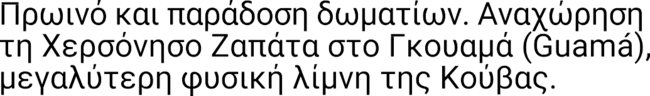 Πρωινό και παράδοση δωματίων. Αναχώρηση
τη Χερσόνησο Ζαπάτα στο Γκουαμά (Guamá),
μεγαλύτερη φυσική λίμνη της Κούβας.